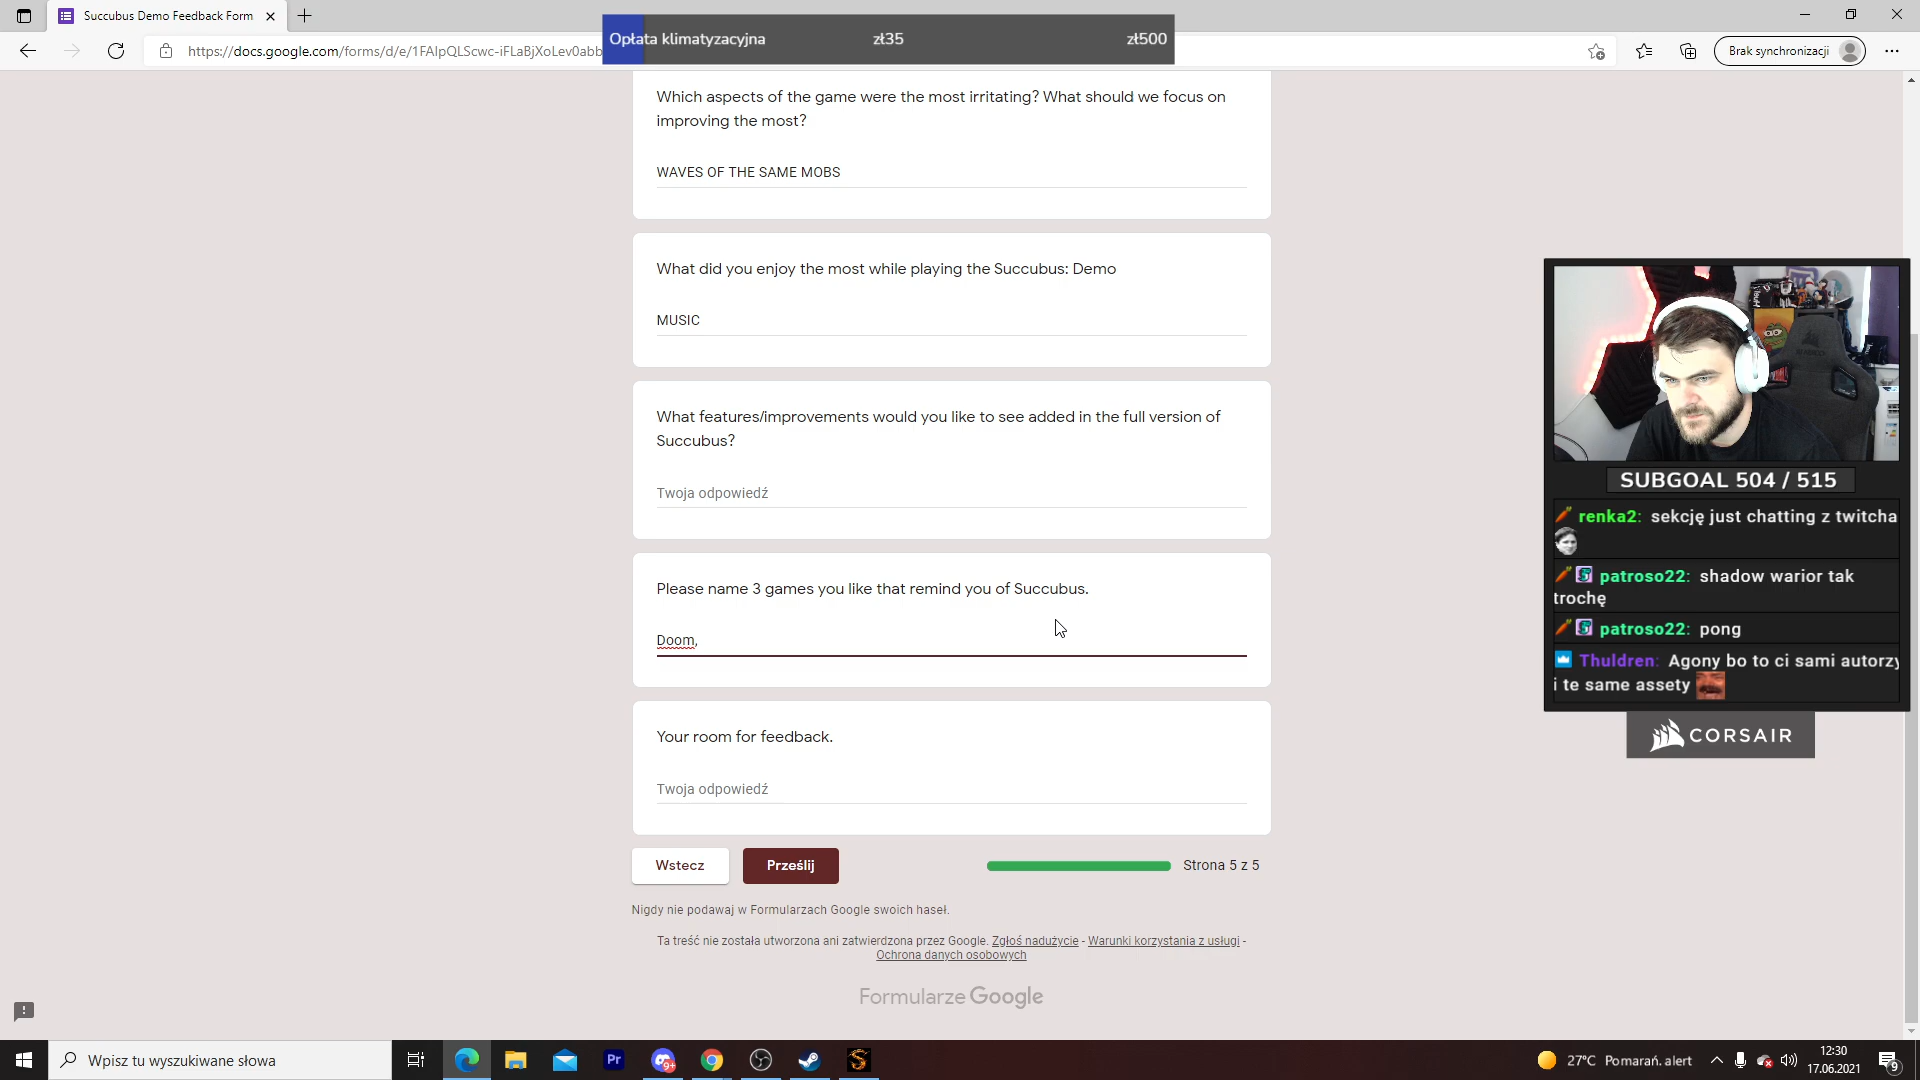 Succubus Demo Feedback Form
https://docs.google.com/forms/d/e/1FAIpQLScwc-iFLaBjXoLev0abb
Opłata klimatyzacyjna zł35 zł500
Brak synchronizacji
Which aspects of the game were the most irritating? What should we focus on
improving the most?
WAVES OF THE SAME MOBS
What did you enjoy the most while playing the Succubus: Demo
MUSIC
What features/improvements would you like to see added in the full version of
Succubus?
Twoja odpowiedź
Please name 3 games you like that remind you of Succubus.
Doom,
Your room for feedback.
Twoja odpowiedź
Wstecz
Prześlij
Strona 5 z 5
Nigdy nie podawaj w Formularzach Google swoich haseł.
Ta treść nie została utworzona ani zatwierdzona przez Google. Zgłoś nadużycie - Warunki korzystania z usługi -
Ochrona danych osobowych
Formularze Google
SUBGOAL 504 / 515
renka2: sekcję just chatting z twitcha
patroso22: shadow warior tak
trochę
patroso22: pong
Thuldren: Agony bo to ci sami autorzy
i te same assety
CORSAIR
Wpisz tu wyszukiwane słowa
Pr
9+
27°C Pomarań. alert
12:30
17.06.2021
9